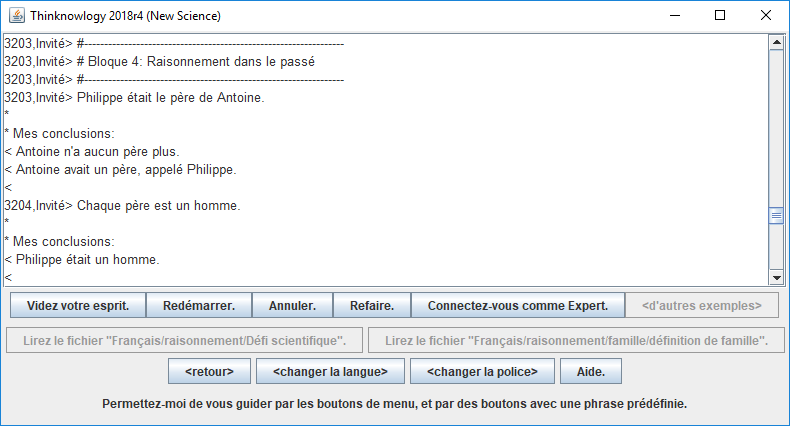 Thinknowlogy 2018r4 (New Science)
3203,Invité> #-----------------------------------------------------------------
3203,Invité> # Bloque 4: Raisonnement dans le passé
3203,Invité> #-----------------------------------------------------------------
3203,Invité> Philippe était le père de Antoine.
*
* Mes conclusions:
< Antoine n'a aucun père plus.
< Antoine avait un père, appelé Philippe.
<
3204,Invité> Chaque père est un homme.
*
* Mes conclusions:
< Philippe était un homme.
<
Videz votre esprit. Redémarrer. Annuler. Refaire. Connectez-vous comme Expert. <d'autres exemples>
Lirez le fichier "Français/raisonnement/Défi scientifique". Lirez le fichier "Français/raisonnement/famille/définition de famille".
<retour> <changer la langue> <changer la police> Aide.
Permettez-moi de vous guider par les boutons de menu, et par des boutons avec une phrase prédéfinie.